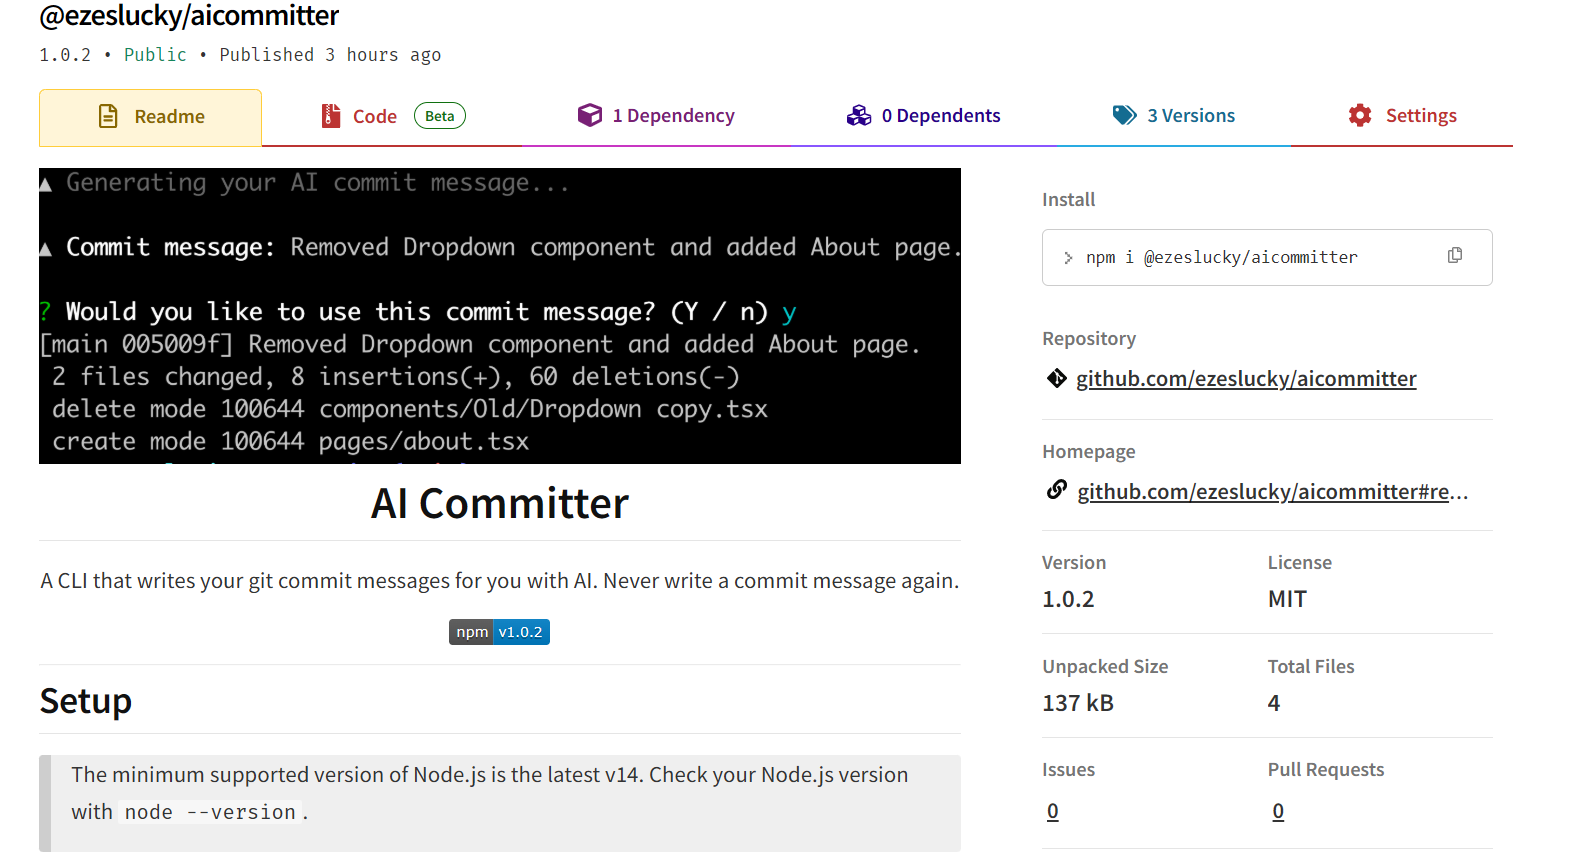 @ezeslucky/aicommitter
1.0.2 • Public • Published 3 hours ago
Readme
Code Beta
1 Dependency
0 Dependents
3 Versions
Settings
▲ Generating your AI commit message...
▲ Commit message: Removed Dropdown component and added About page.
? Would you like to use this commit message? (Y / n) y
[main 005009f] Removed Dropdown component and added About page.
2 files changed, 8 insertions(+), 60 deletions(-)
delete mode 100644 components/Old/Dropdown copy.tsx
create mode 100644 pages/about.tsx
AI Committer
A CLI that writes your git commit messages for you with AI. Never write a commit message again.
npm v1.0.2
Setup
The minimum supported version of Node.js is the latest v14. Check your Node.js version
with node --version.
Install
> npm i @ezeslucky/aicommitter
Repository
github.com/ezeslucky/aicommitter
Homepage
github.com/ezeslucky/aicommitter#re...
Version
1.0.2
License
MIT
Unpacked Size
137 kB
Total Files
4
Issues
0
Pull Requests
0